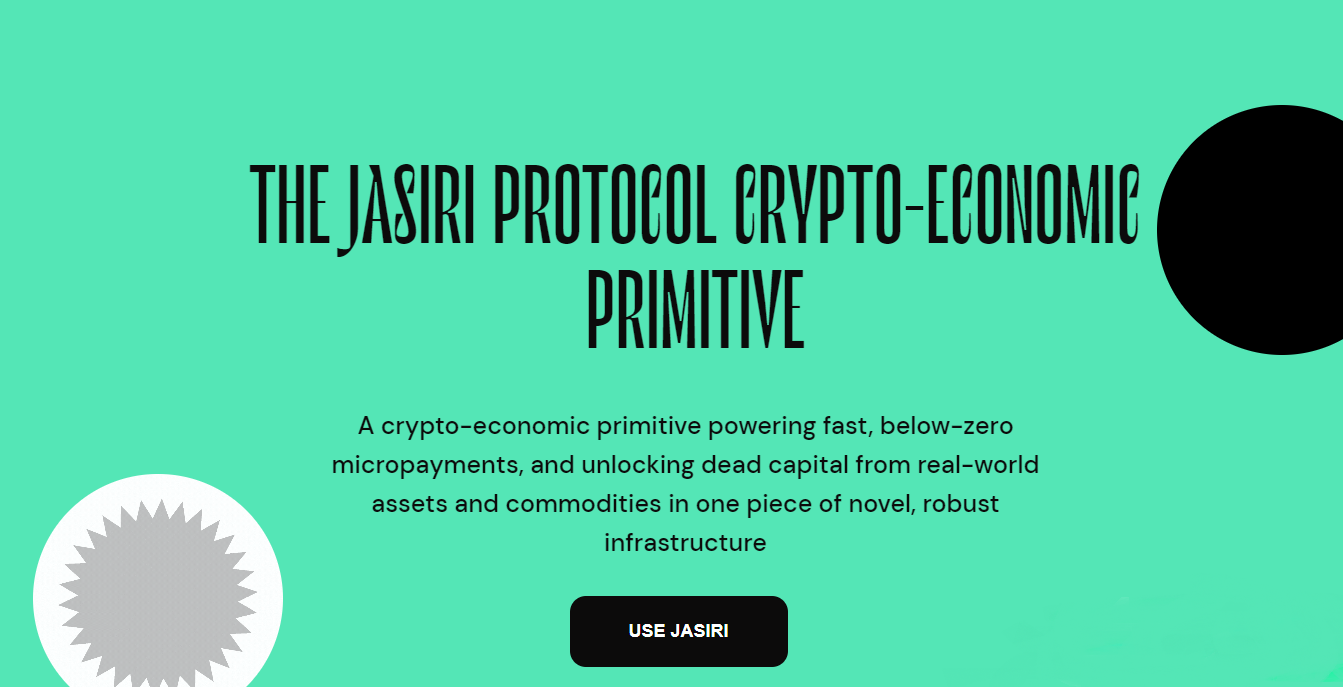 THE JASIRI PROTOCOL CRYPTO-ECONOMIC
PRIMITIVE
A crypto-economic primitive powering fast, below-zero
micropayments, and unlocking dead capital from real-world
assets and commodities in one piece of novel, robust
infrastructure
USE JASIRI